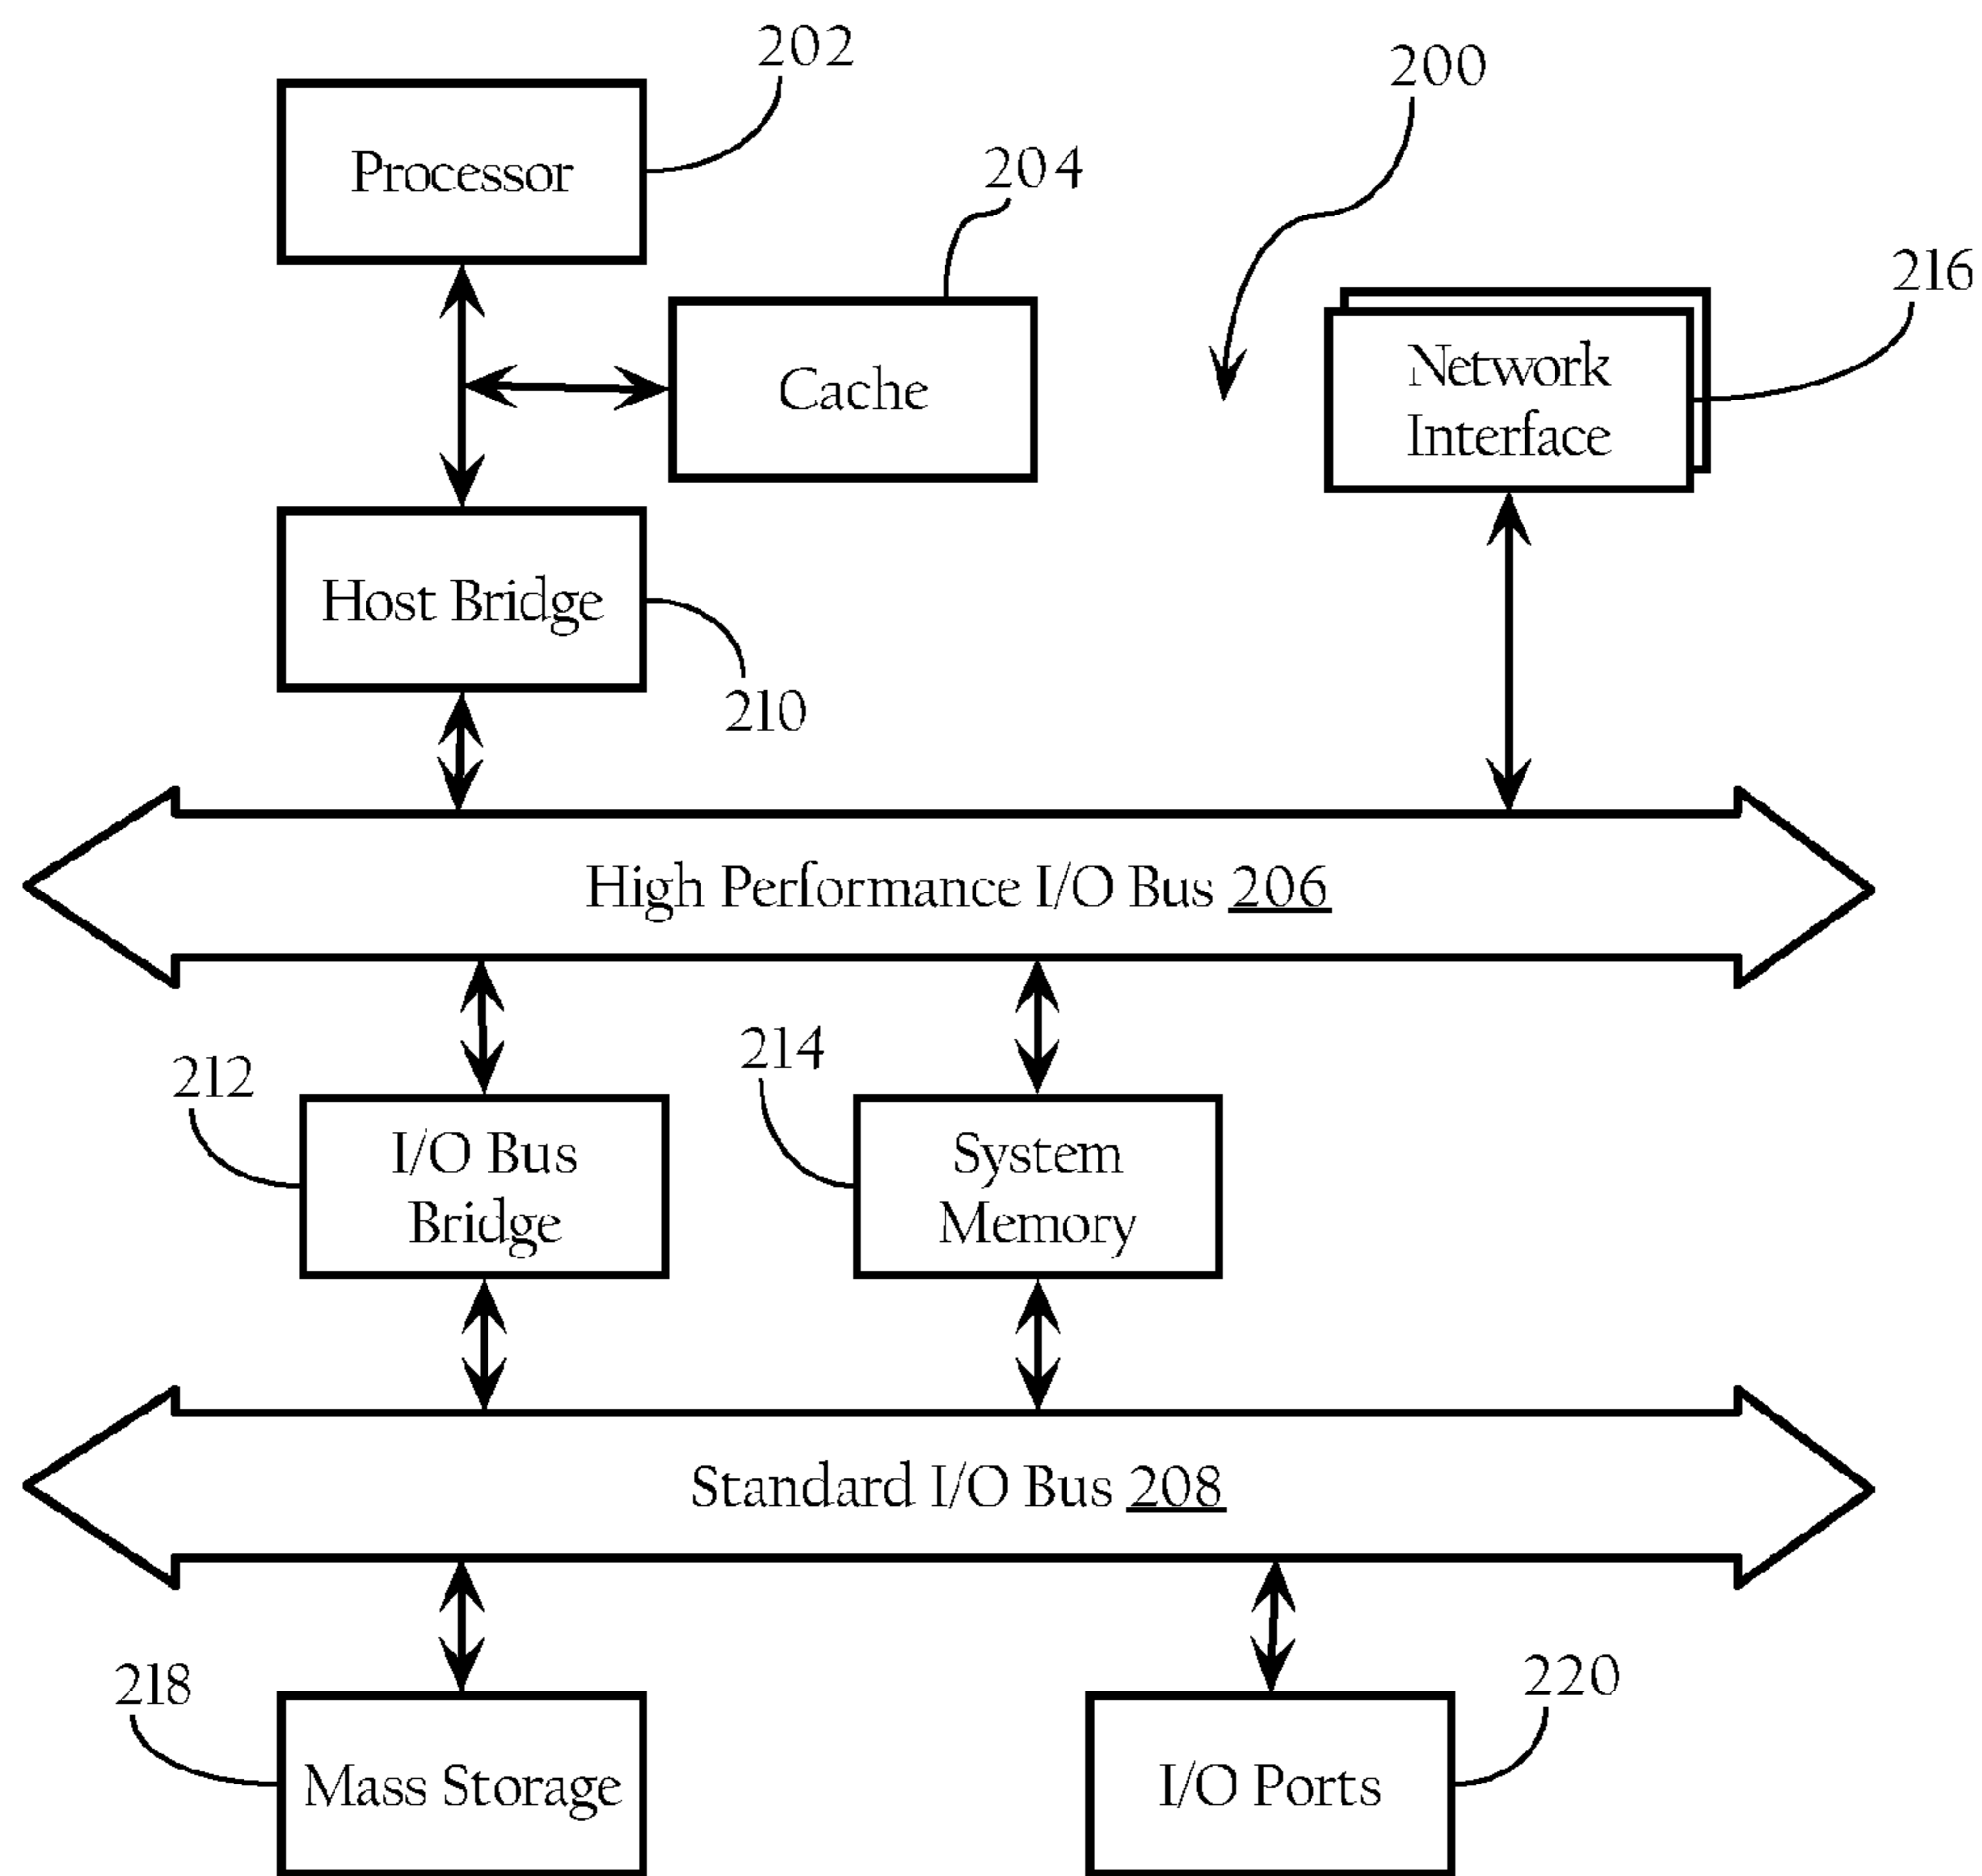 202
200
Processor
204
216
Network
Interface
Cache
Host Bridge
210
High Performance I/O Bus 206
212
214
I/O Bus
Bridge
System
Memory
Standard I/O Bus 208
218
220
Mass Storage
I/O Ports